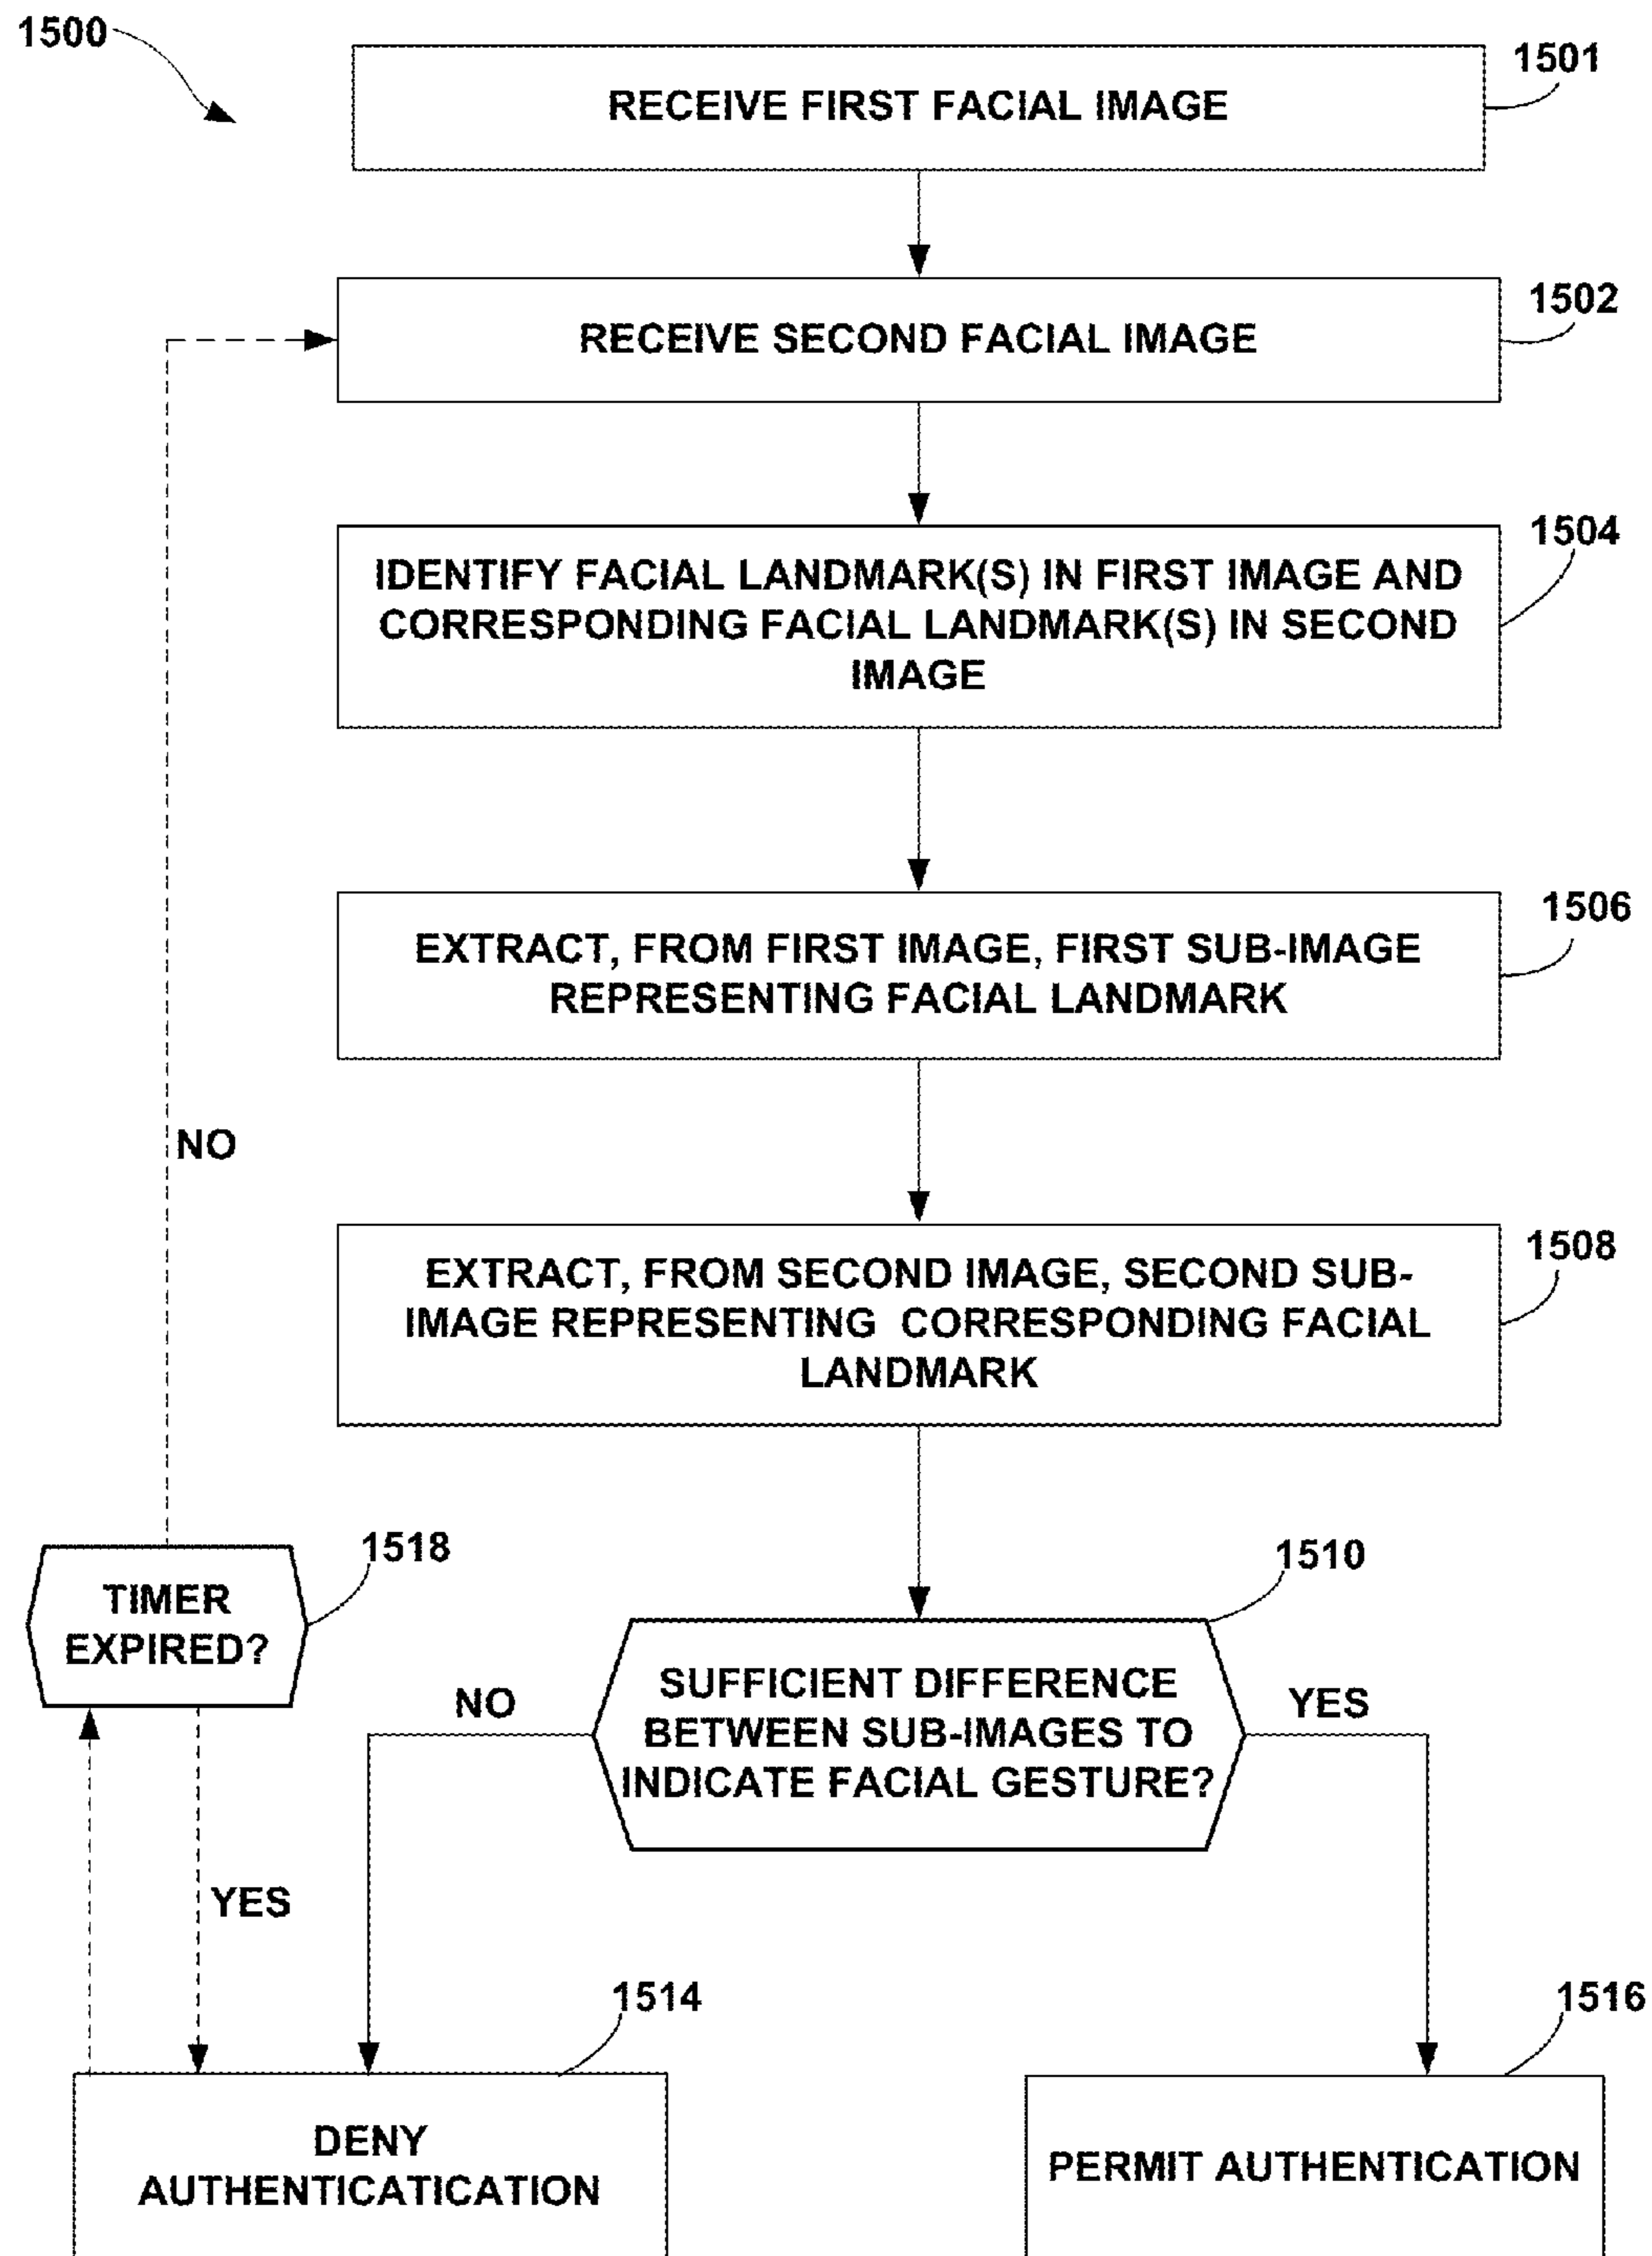 1500
RECEIVE FIRST FACIAL IMAGE
1501
RECEIVE SECOND FACIAL IMAGE
1502
IDENTIFY FACIAL LANDMARK(S) IN FIRST IMAGE AND
CORRESPONDING FACIAL LANDMARK(S) IN SECOND
IMAGE
1504
EXTRACT, FROM FIRST IMAGE, FIRST SUB-IMAGE
REPRESENTING FACIAL LANDMARK
1506
NO
EXTRACT, FROM SECOND IMAGE, SECOND SUB-
IMAGE REPRESENTING CORRESPONDING FACIAL
LANDMARK
1508
TIMER
EXPIRED?
1518
1510
SUFFICIENT DIFFERENCE
BETWEEN SUB-IMAGES TO
INDICATE FACIAL GESTURE?
NO
YES
YES
1514
1516
DENY
AUTHENTICATICATION
PERMIT AUTHENTICATION